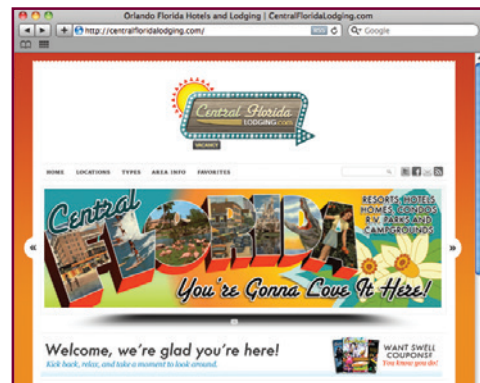 Orlando Florida Hotels and Lodging | CentralFloridaLodging.com
http://centralfloridalodging.com/
RSS
Google
Central Florida
LODGING.com
VACANCY
HOME LOCATIONS TYPES AREA INFO FAVORITES
Central
FLORIDA
RESORTS, HOTELS
HOMES, CONDOS
R.V. PARKS AND
CAMPGROUNDS
You're Gonna Love It Here!
Welcome, we're glad you're here!
Kick back, relax, and take a moment to look around.
WANT SWELL
COUPONS?
You know you do!